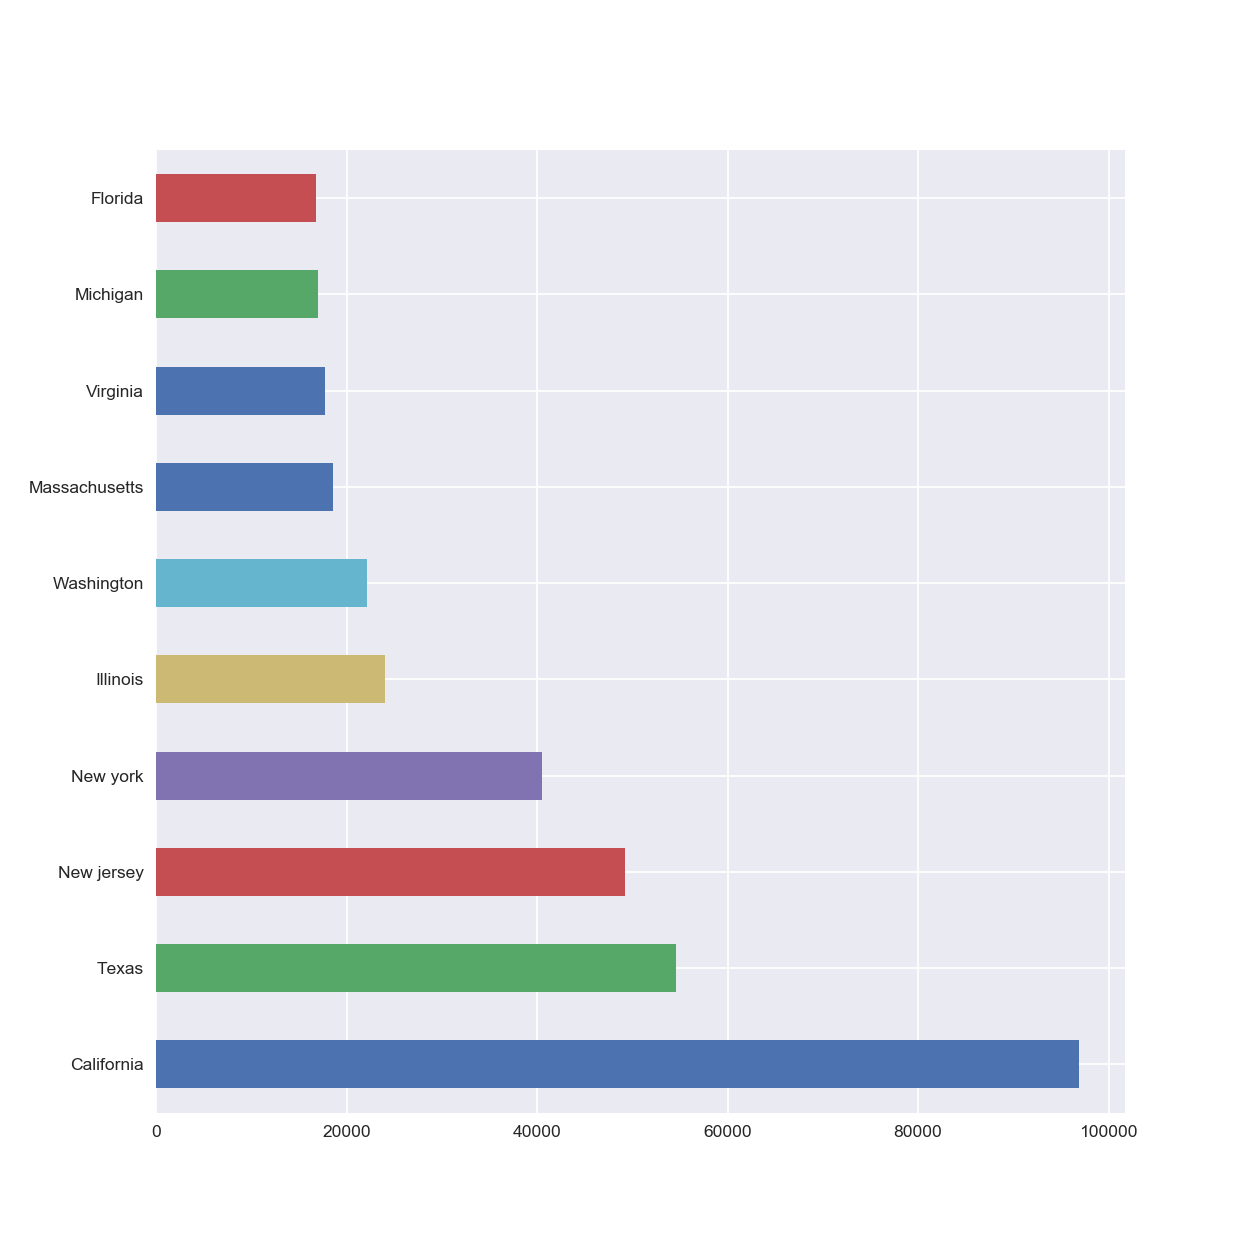 Florida
Michigan
Virginia
Massachusetts
Washington
Illinois
New york
New jersey
Texas
California
0 20000 40000 60000 80000 100000